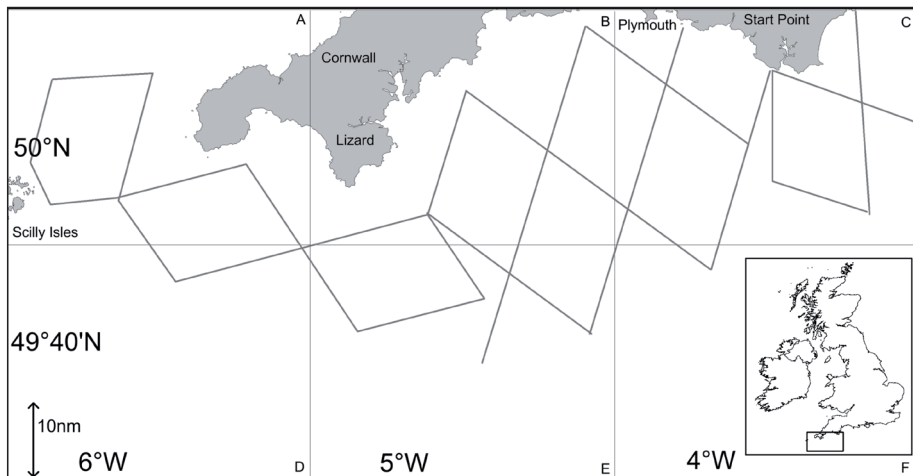 A
B
Plymouth
Start Point
C
Cornwall
Lizard
50°N
Scilly Isles
49°40'N
10nm
6°W
D
5°W
E
4°W
F